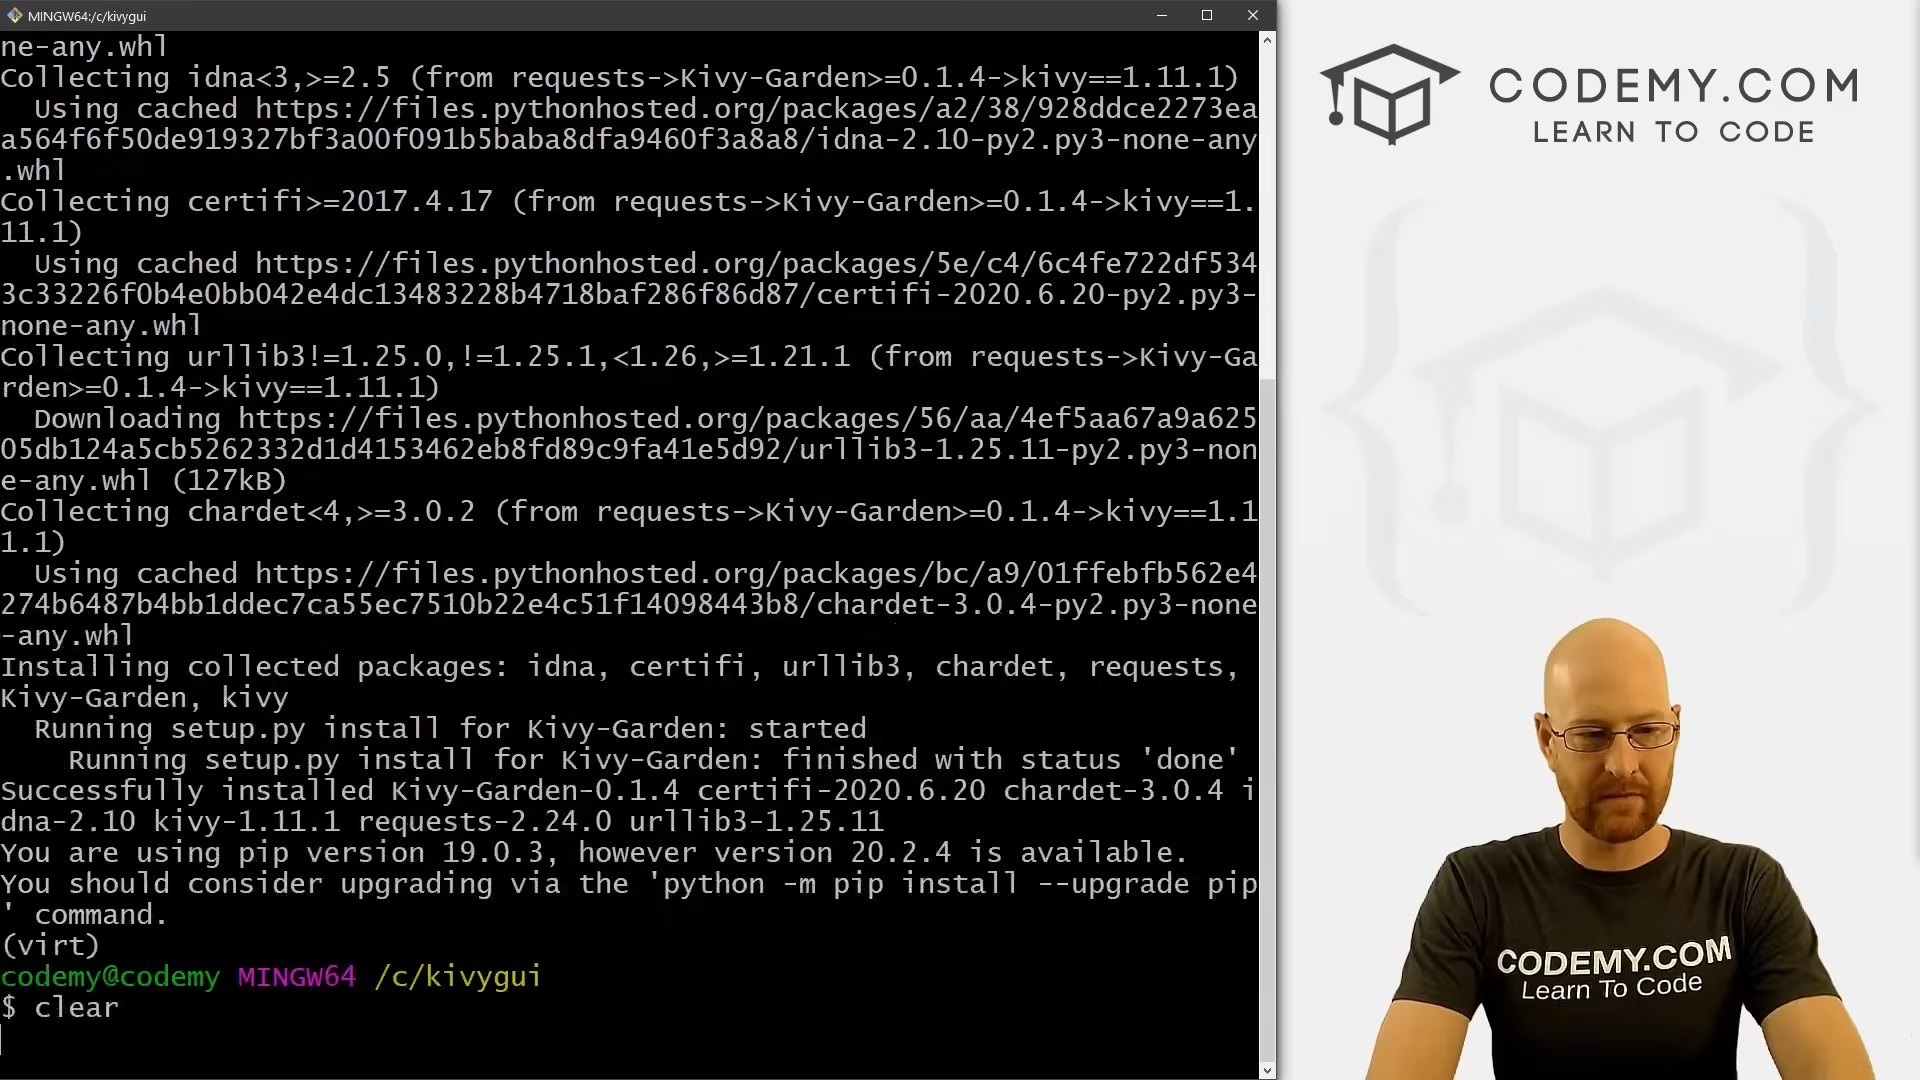 MINGW64:/c/kivygui
ne-any.whl
Collecting idna<3,>=2.5 (from requests->Kivy-Garden>=0.1.4->kivy==1.11.1)
  Using cached https://files.pythonhosted.org/packages/a2/38/928ddce2273ea
a564f6f50de919327bf3a00f091b5baba8dfa9460f3a8a8/idna-2.10-py2.py3-none-any
.whl
Collecting certifi>=2017.4.17 (from requests->Kivy-Garden>=0.1.4->kivy==1.
11.1)
  Using cached https://files.pythonhosted.org/packages/5e/c4/6c4fe722df534
3c33226f0b4e0bb042e4dc13483228b4718baf286f86d87/certifi-2020.6.20-py2.py3-
none-any.whl
Collecting urllib3!=1.25.0,!=1.25.1,<1.26,>=1.21.1 (from requests->Kivy-Ga
rden>=0.1.4->kivy==1.11.1)
  Downloading https://files.pythonhosted.org/packages/56/aa/4ef5aa67a9a625
05db124a5cb5262332d1d4153462eb8fd89c9fa41e5d92/urllib3-1.25.11-py2.py3-non
e-any.whl (127kB)
Collecting chardet<4,>=3.0.2 (from requests->Kivy-Garden>=0.1.4->kivy==1.1
1.1)
  Using cached https://files.pythonhosted.org/packages/bc/a9/01ffebfb562e4
274b6487b4bb1ddec7ca55ec7510b22e4c51f14098443b8/chardet-3.0.4-py2.py3-none
-any.whl
Installing collected packages: idna, certifi, urllib3, chardet, requests,
Kivy-Garden, kivy
  Running setup.py install for Kivy-Garden: started
    Running setup.py install for Kivy-Garden: finished with status 'done'
Successfully installed Kivy-Garden-0.1.4 certifi-2020.6.20 chardet-3.0.4 i
dna-2.10 kivy-1.11.1 requests-2.24.0 urllib3-1.25.11
You are using pip version 19.0.3, however version 20.2.4 is available.
You should consider upgrading via the 'python -m pip install --upgrade pip
' command.
(virt)
codemy@codemy MINGW64 /c/kivygui
$ clear
CODEMY.COM
LEARN TO CODE
CODEMY.COM
Learn To Code